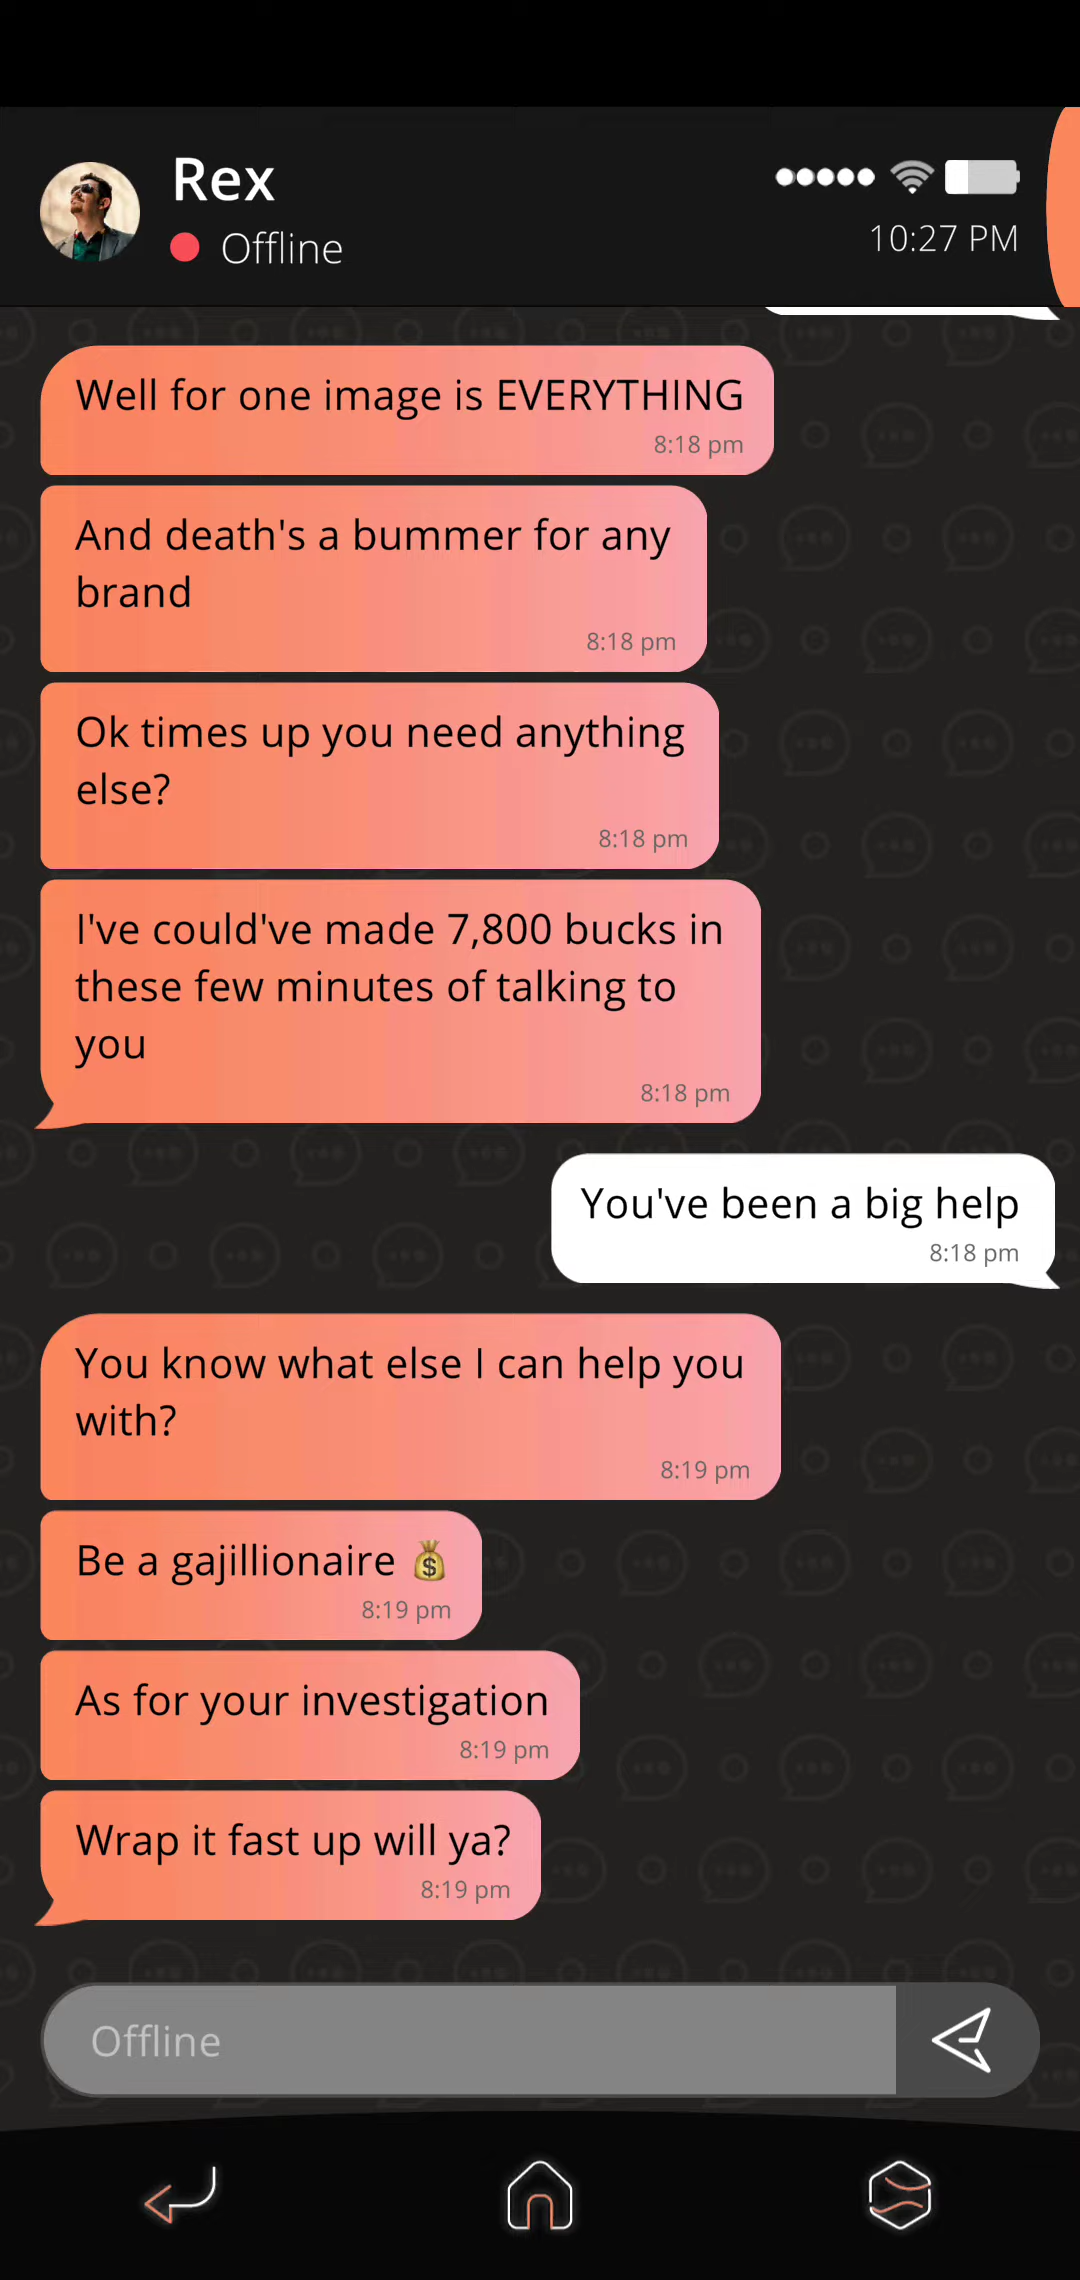 Rex
Offline
10:27 PM
Well for one image is EVERYTHING
8:18 pm
And death's a bummer for any
brand
8:18 pm
Ok times up you need anything
else?
8:18 pm
I've could've made 7,800 bucks in
these few minutes of talking to
you
8:18 pm
You've been a big help
8:18 pm
You know what else I can help you
with?
8:19 pm
Be a gajillionaire 💰
8:19 pm
As for your investigation
8:19 pm
Wrap it fast up will ya?
8:19 pm
Offline